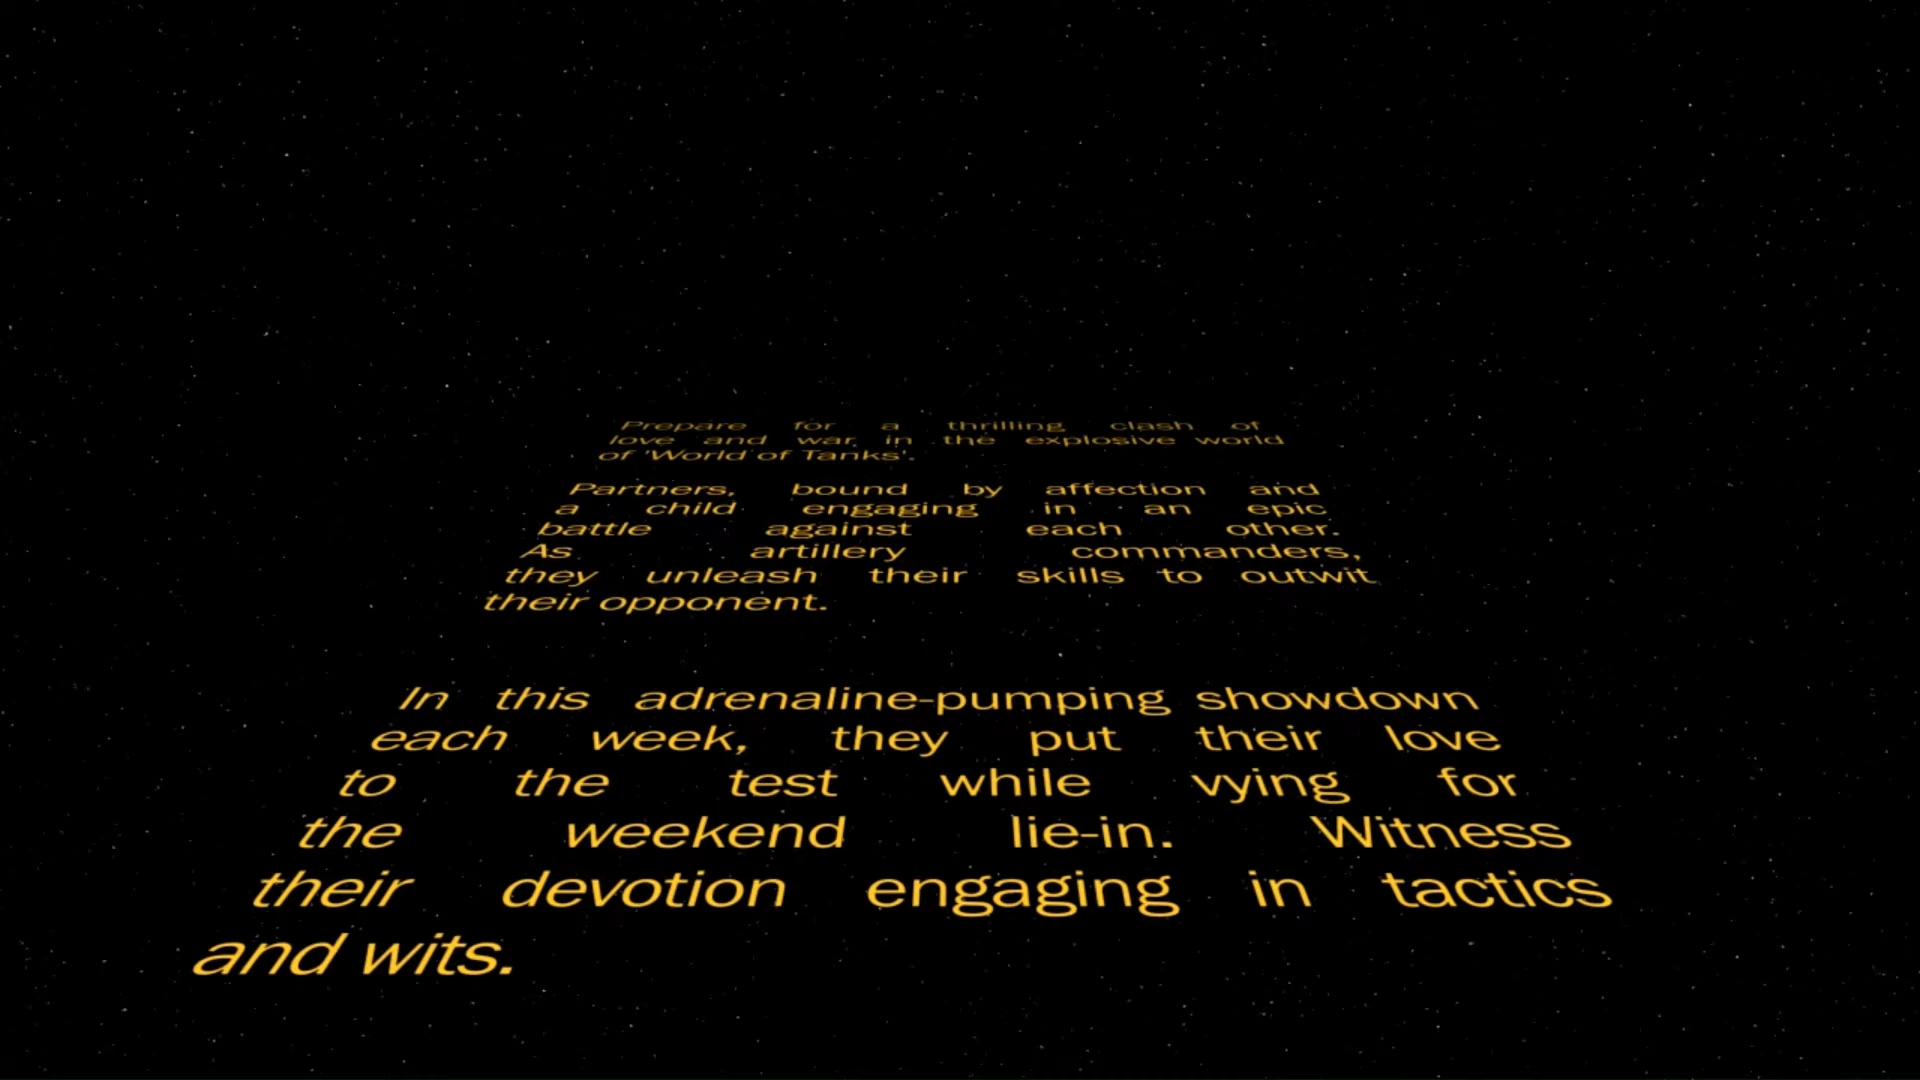 Prepare for a thrilling clash of
love and war in the explosive world
of 'World of Tanks'.
Partners, bound by affection and
a child engaging in an epic
battle against each other.
As artillery commanders,
they unleash their skills to outwit
their opponent.
In this adrenaline-pumping showdown
each week, they put their love
to the test while vying for
the weekend lie-in. Witness
their devotion engaging in tactics
and wits.